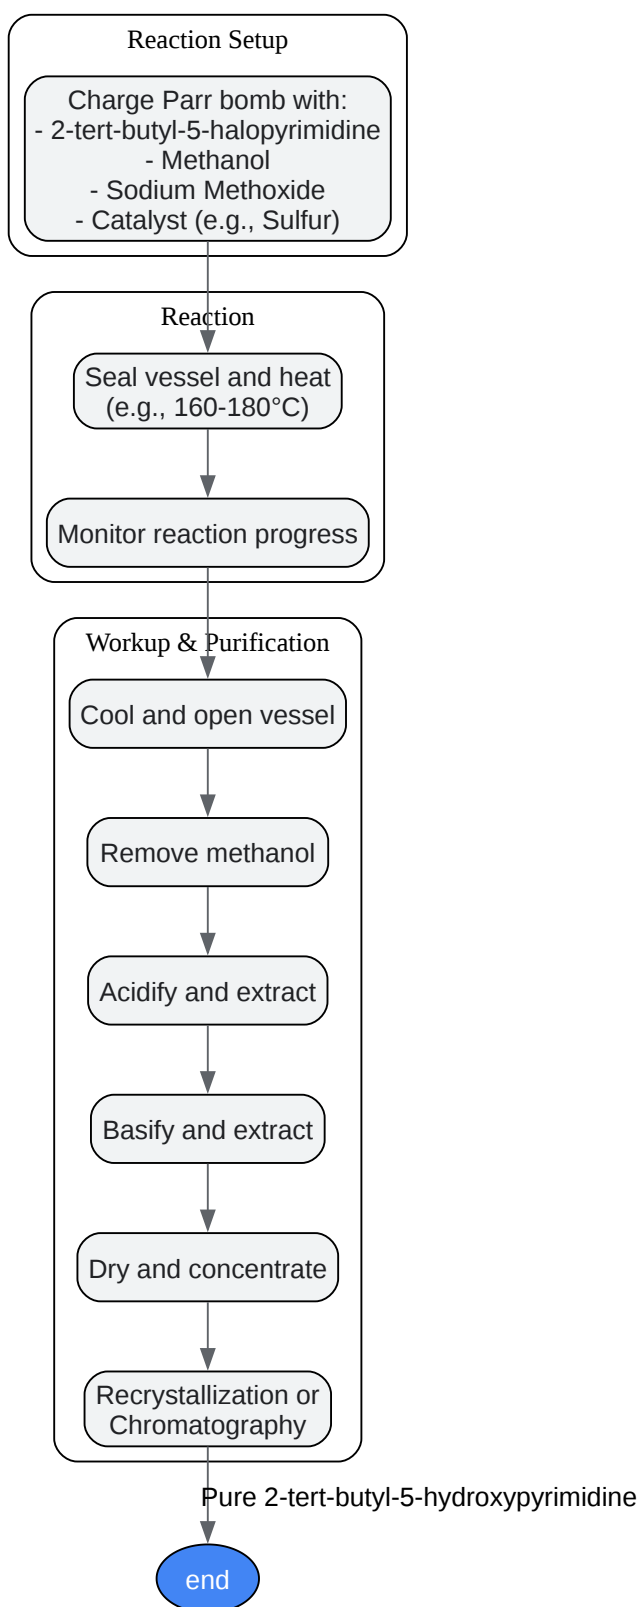 Reaction Setup
Charge Parr bomb with:
- 2-tert-butyl-5-halopyrimidine
- Methanol
- Sodium Methoxide
- Catalyst (e.g., Sulfur)
Reaction
Seal vessel and heat
(e.g., 160-180°C)
Monitor reaction progress
Workup & Purification
Cool and open vessel
Remove methanol
Acidify and extract
Basify and extract
Dry and concentrate
Recrystallization or
Chromatography
Pure 2-tert-butyl-5-hydroxypyrimidine
end